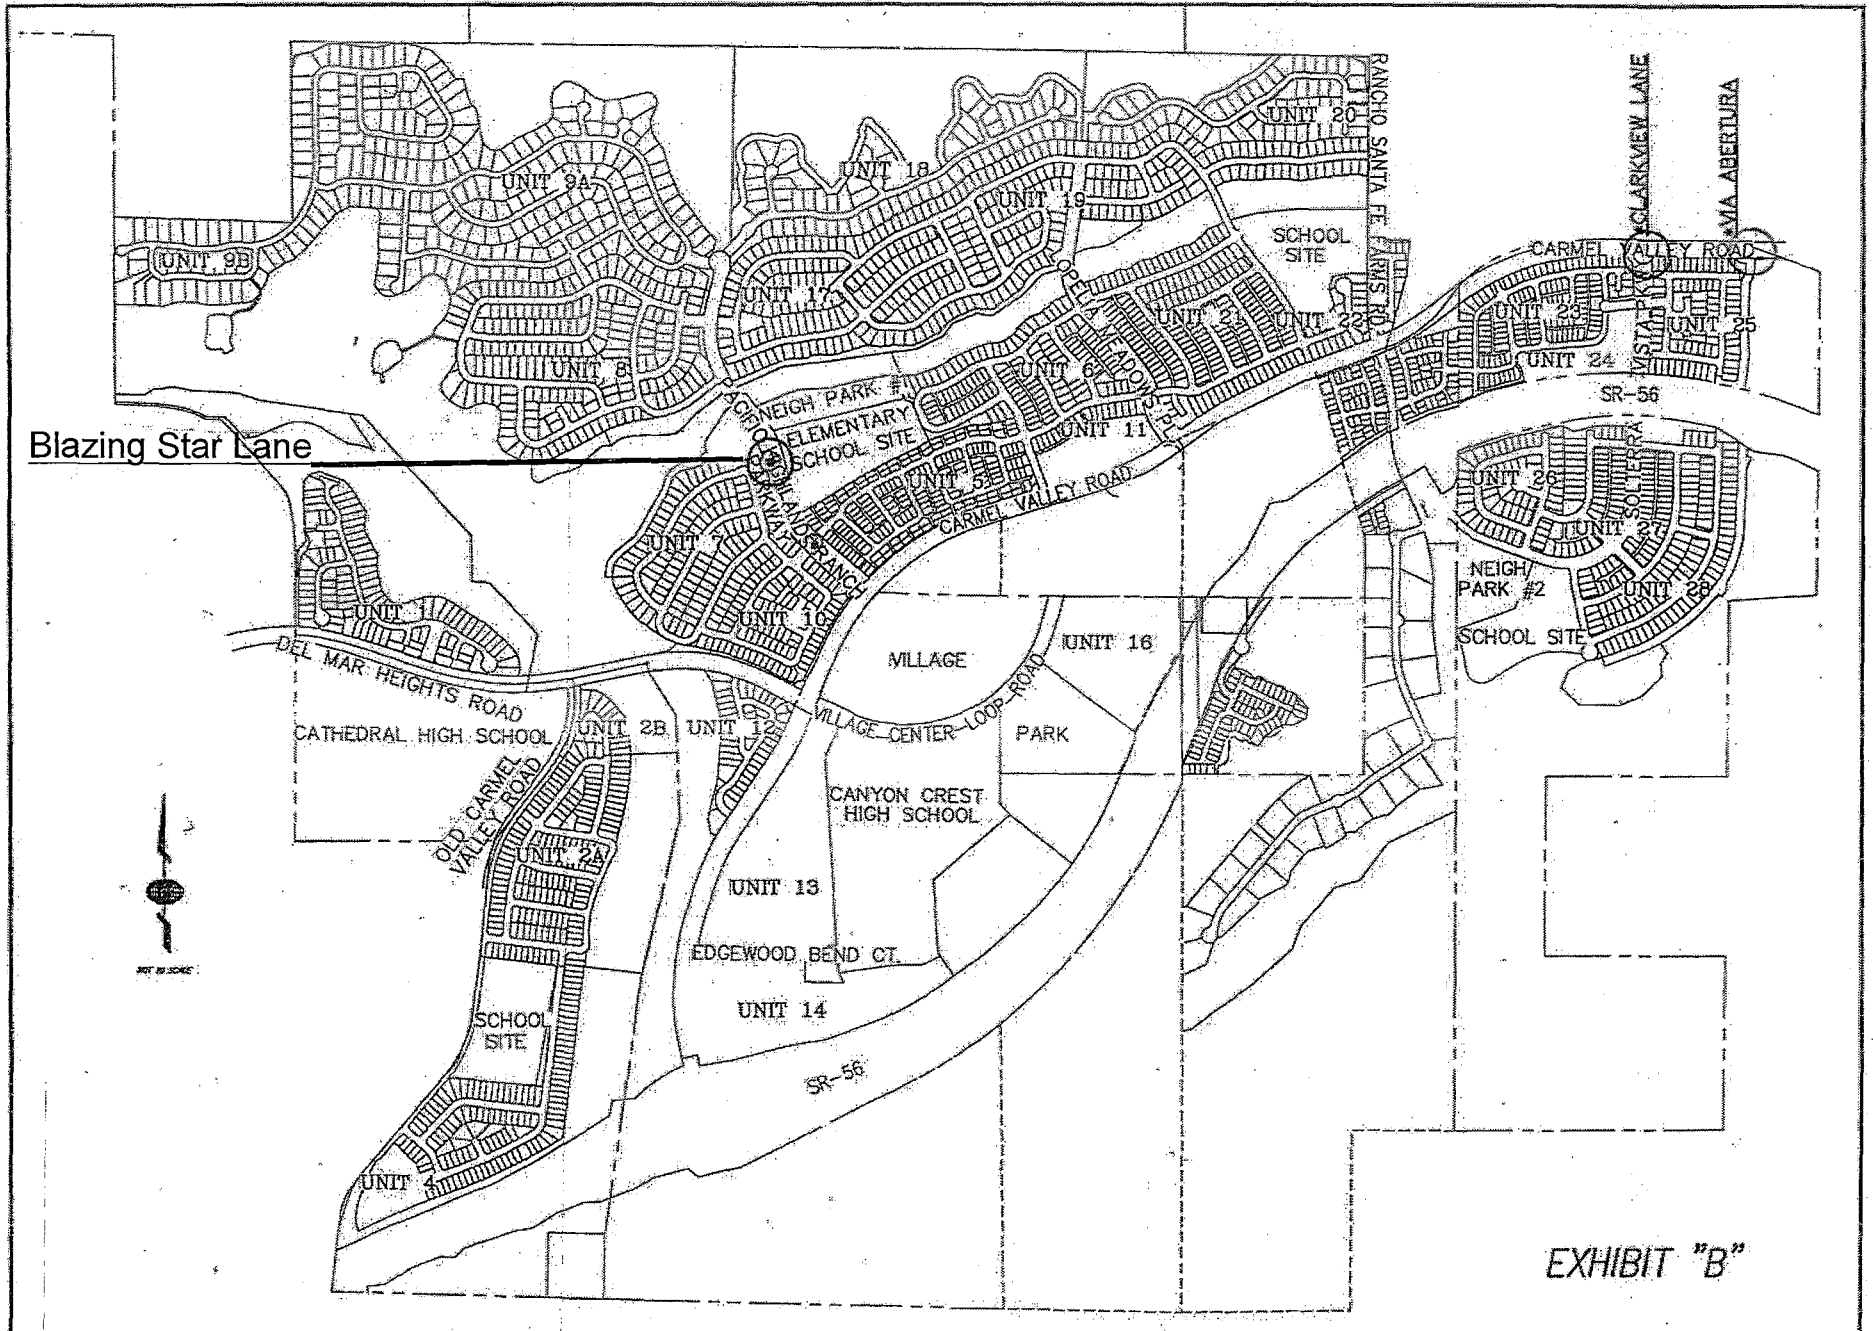 RANCHO SANTA FE FARMS RD.
*CLARKVIEW LANE
*VIA ABERTURA
UNIT 20
UNIT 18
UNIT 9A
UNIT 19
SCHOOL
SITE
CARMEL VALLEY ROAD
UNIT 9B
UNIT 17
UNIT 21
UNIT 22
UNIT 23
VISTA
UNIT 25
UNIT 8
UNIT 6
UNIT 24
NEIGH PARK #1
SR-56
ELEMENTARY
SCHOOL SITE
UNIT 11
Blazing Star Lane
UNIT 5
CARMEL VALLEY ROAD
UNIT 26
SOLTERRA
UNIT 27
UNIT 7
RANCH
NEIGH
PARK #2
UNIT 28
UNIT 1
UNIT 10
SCHOOL SITE
DEL MAR HEIGHTS ROAD
VILLAGE
UNIT 16
VILLAGE CENTER LOOP ROAD
CATHEDRAL HIGH SCHOOL
UNIT 2B
UNIT 12
PARK
OLD CARMEL
VALLEY ROAD
CANYON CREST
HIGH SCHOOL
UNIT 2A
UNIT 13
EDGEWOOD BEND CT.
NOT TO SCALE
UNIT 14
SCHOOL
SITE
SR-56
UNIT 4
EXHIBIT "B"